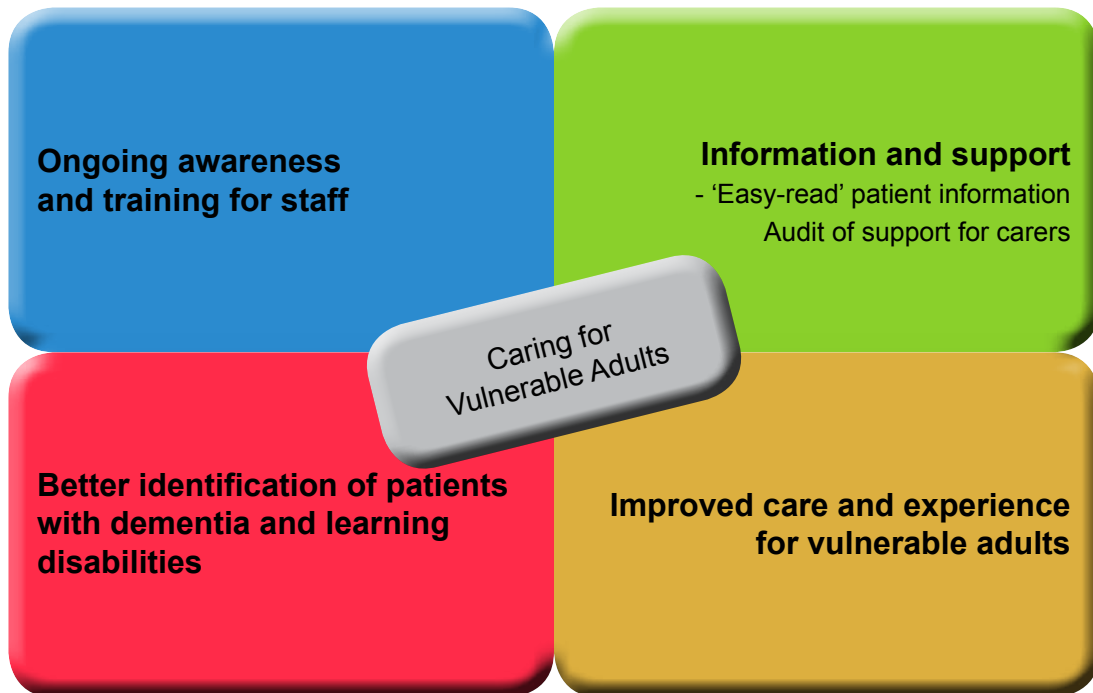 Ongoing awareness
and training for staff
Information and support
- ‘Easy-read’ patient information
Audit of support for carers
Caring for
Vulnerable Adults
Better identification of patients
with dementia and learning
disabilities
Improved care and experience
for vulnerable adults